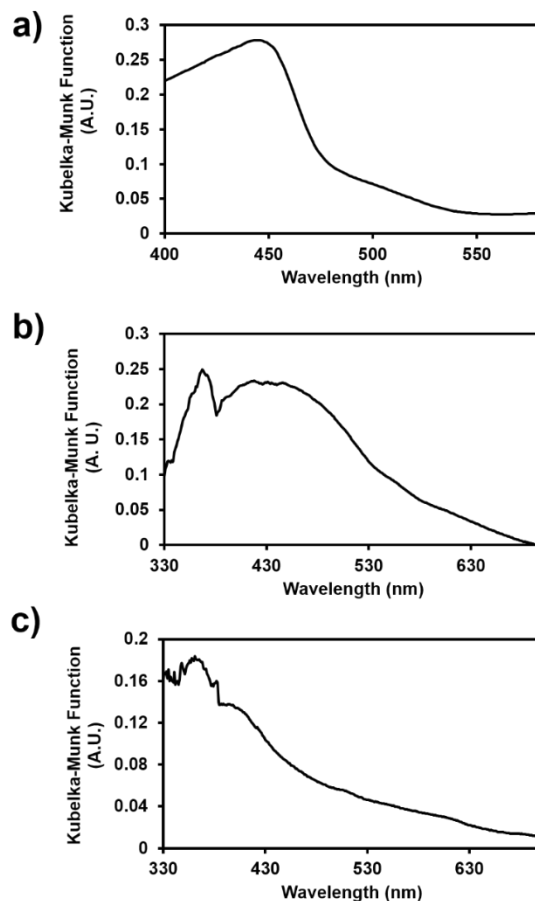 a)
Kubelka-Munk Function
(A.U.)
0.3
0.25
0.2
0.15
0.1
0.05
0
400 450 500 550
Wavelength (nm)
b)
Kubelka-Munk Function
(A. U.)
0.3
0.25
0.2
0.15
0.1
0.05
0
330 430 530 630
Wavelength (nm)
c)
Kubelka-Munk Function
(A.U.)
0.2
0.16
0.12
0.08
0.04
0
330 430 530 630
Wavelength (nm)